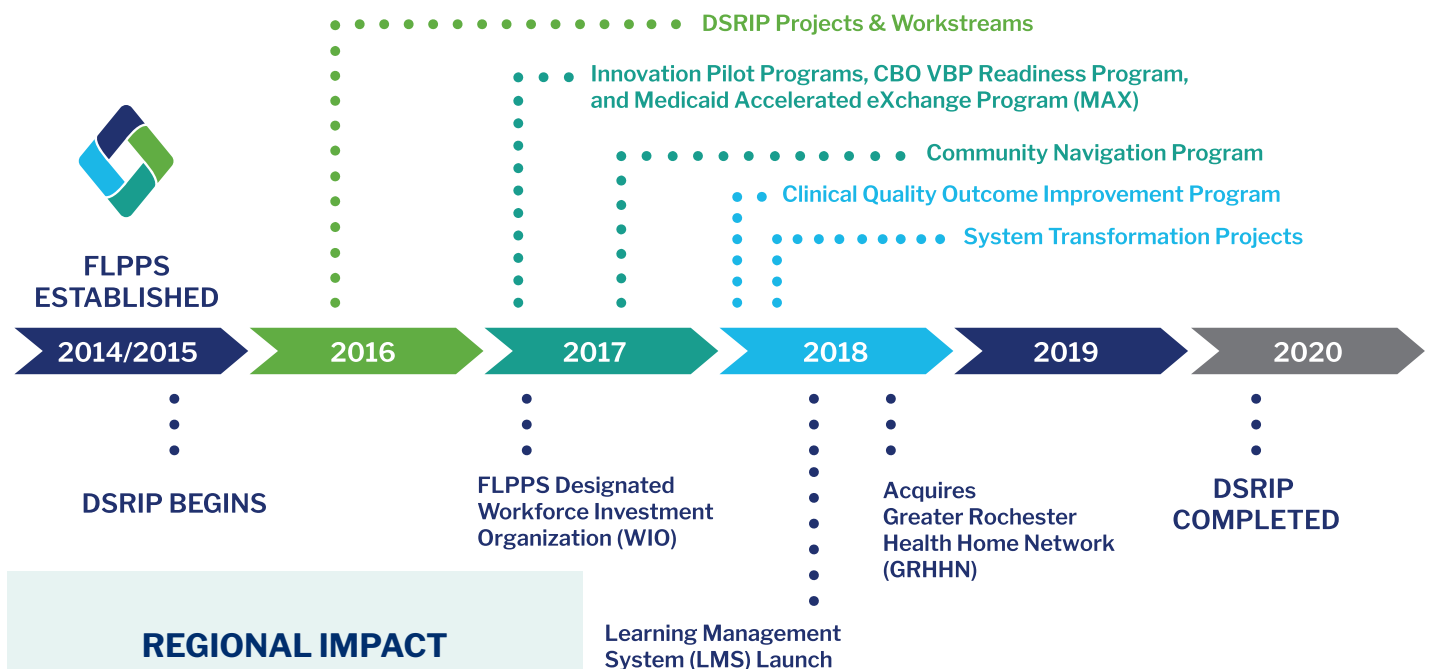 DSRIP Projects & Workstreams
Innovation Pilot Programs, CBO VBP Readiness Program,
and Medicaid Accelerated eXchange Program (MAX)
Community Navigation Program
Clinical Quality Outcome Improvement Program
System Transformation Projects
FLPPS
ESTABLISHED
2014/2015
2016
2017
2018
2019
2020
DSRIP BEGINS
FLPPS Designated
Workforce Investment
Organization (WIO)
Acquires
Greater Rochester
Health Home Network
(GRHHN)
DSRIP
COMPLETED
Learning Management
System (LMS) Launch
REGIONAL IMPACT